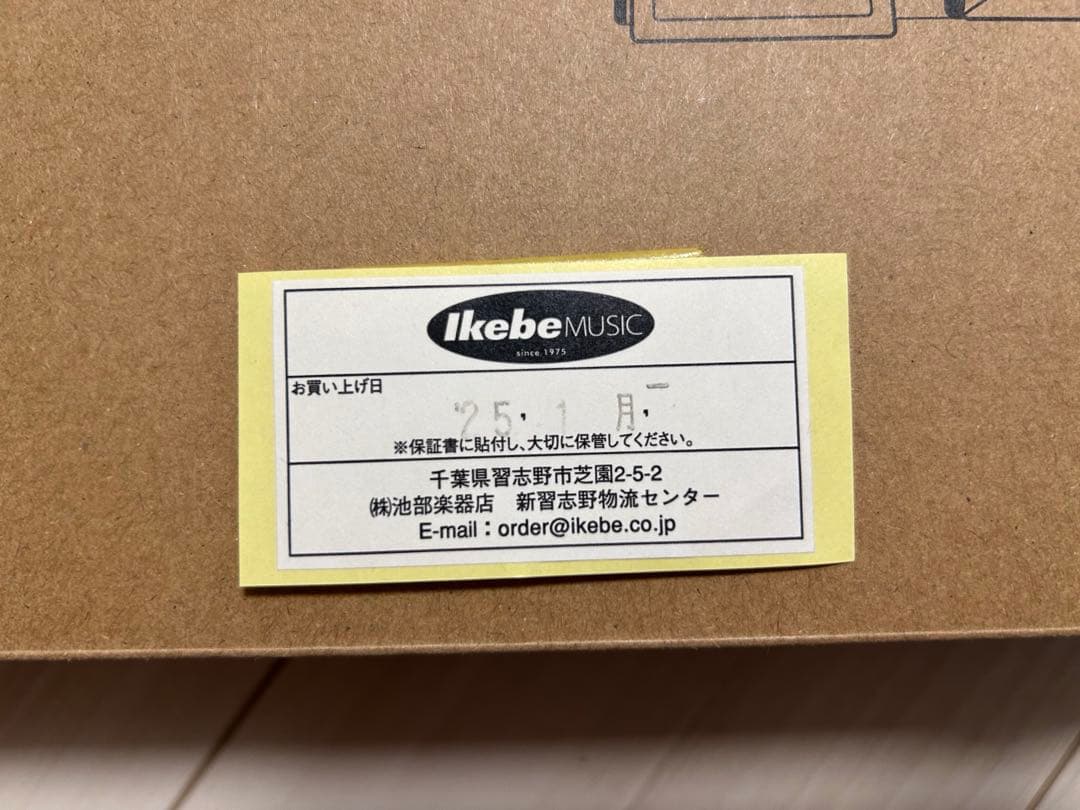 Ikebe MUSIC
since 1975
お買い上げ日
'25, 1 月,
※保証書に貼付し、大切に保管してください。
千葉県習志野市芝園2-5-2
㈱池部楽器店 新習志野物流センター
E-mail：order@ikebe.co.jp